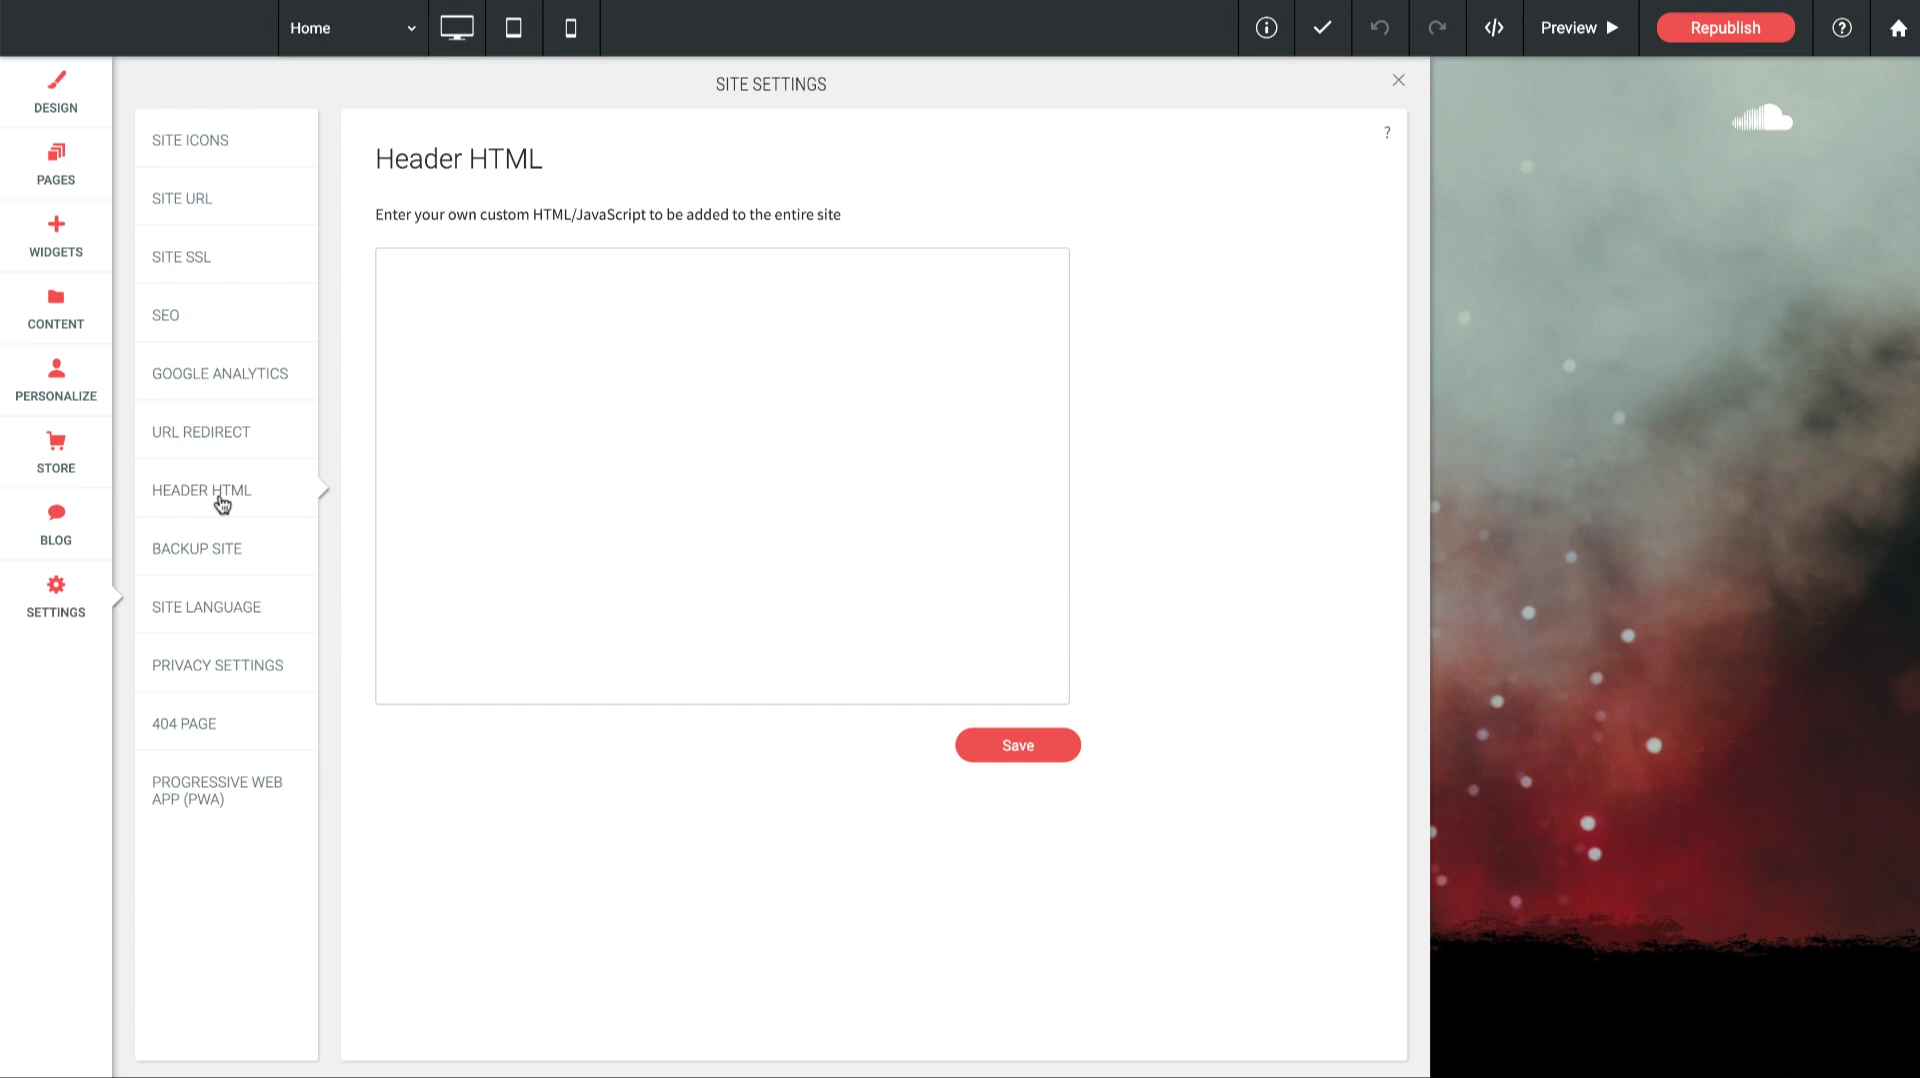 Home
Preview
Republish
DESIGN
PAGES
WIDGETS
CONTENT
PERSONALIZE
STORE
BLOG
SETTINGS
SITE SETTINGS
SITE ICONS
SITE URL
SITE SSL
SEO
GOOGLE ANALYTICS
URL REDIRECT
HEADER HTML
BACKUP SITE
SITE LANGUAGE
PRIVACY SETTINGS
404 PAGE
PROGRESSIVE WEB
APP (PWA)
?
Header HTML
Enter your own custom HTML/JavaScript to be added to the entire site
Save